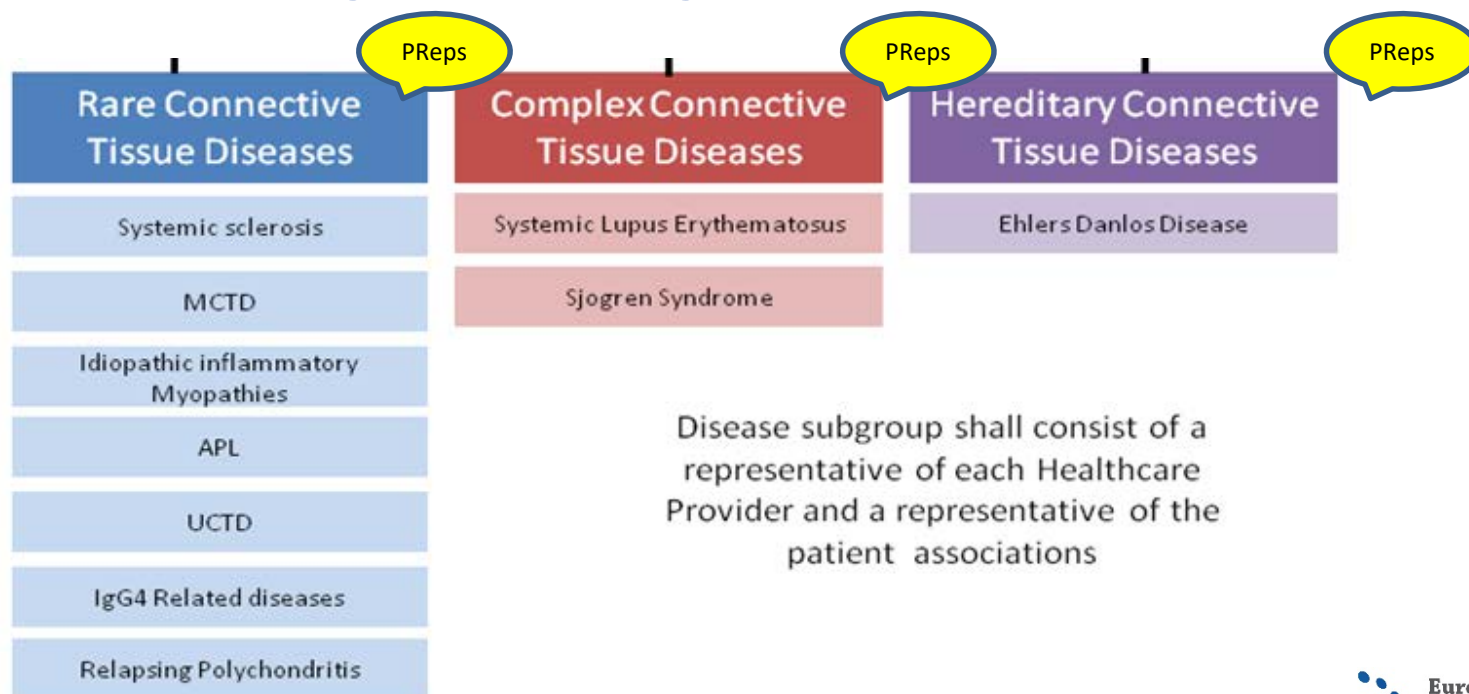 PReps
PReps
PReps
Rare Connective
Tissue Diseases
Systemic sclerosis
MCTD
Idiopathic inflammatory
Myopathies
APL
UCTD
IgG4 Related diseases
Relapsing Polychondritis
Complex Connective
Tissue Diseases
Systemic Lupus Erythematosus
Sjogren Syndrome
Hereditary Connective
Tissue Diseases
Ehlers Danlos Disease
Disease subgroup shall consist of a
representative of each Healthcare
Provider and a representative of the
patient associations